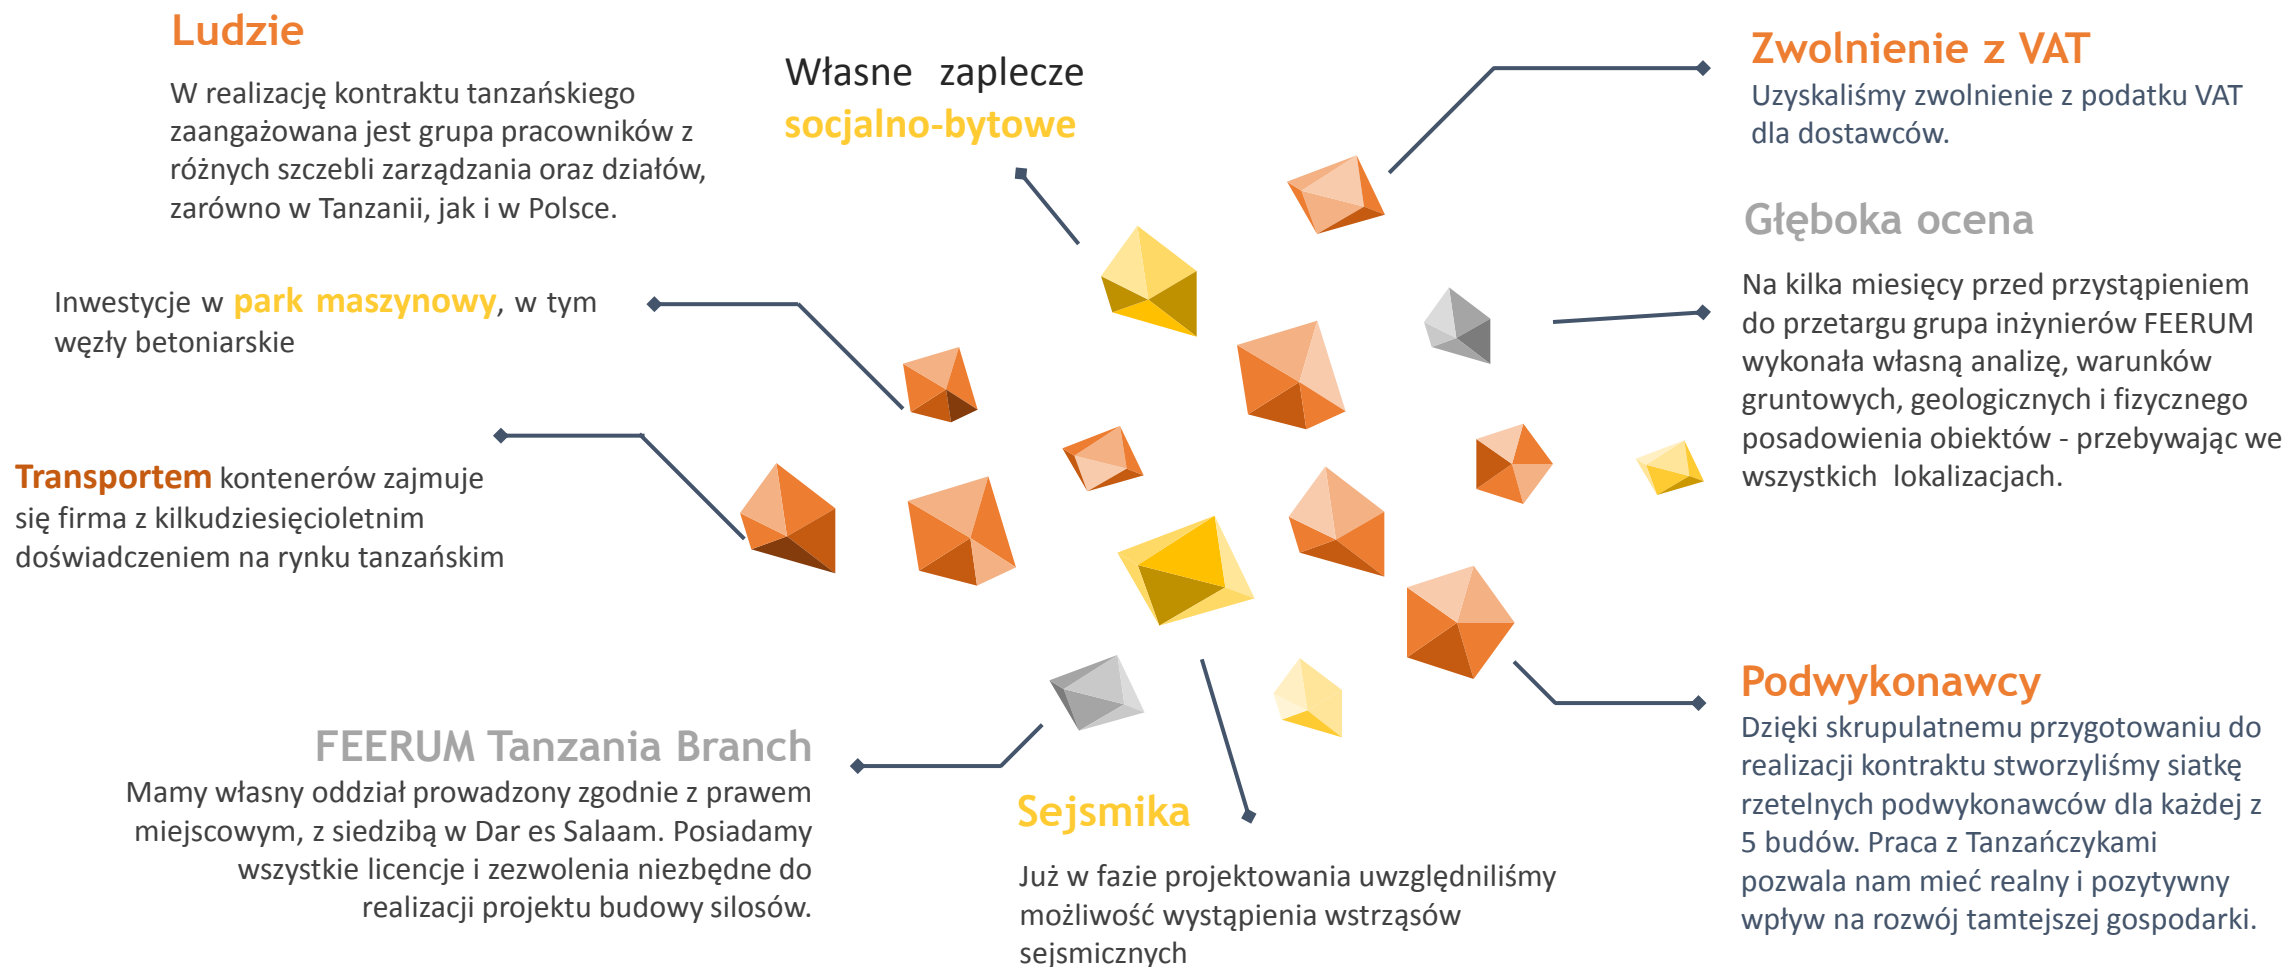 Ludzie
W realizację kontraktu tanzańskiego
zaangażowana jest grupa pracowników z
różnych szczebli zarządzania oraz działów,
zarówno w Tanzanii, jak i w Polsce.
Inwestycje w park maszynowy, w tym
węzły betoniarskie
Transportem kontenerów zajmuje
się firma z kilkudziesięcioletnim
doświadczeniem na rynku tanzańskim
FEERUM Tanzania Branch
Mamy własny oddział prowadzony zgodnie z prawem
miejscowym, z siedzibą w Dar es Salaam. Posiadamy
wszystkie licencje i zezwolenia niezbędne do
realizacji projektu budowy silosów.
Własne zaplecze
socjalno-bytowe
Sejsmika
Już w fazie projektowania uwzględniliśmy
możliwość wystąpienia wstrząsów
sejsmicznych
Zwolnienie z VAT
Uzyskaliśmy zwolnienie z podatku VAT
dla dostawców.
Głęboka ocena
Na kilka miesięcy przed przystąpieniem
do przetargu grupa inżynierów FEERUM
wykonała własną analizę, warunków
gruntowych, geologicznych i fizycznego
posadowienia obiektów - przebywając we
wszystkich lokalizacjach.
Podwykonawcy
Dzięki skrupulatnemu przygotowaniu do
realizacji kontraktu stworzyliśmy siatkę
rzetelnych podwykonawców dla każdej z
5 budów. Praca z Tanzańczykami
pozwala nam mieć realny i pozytywny
wpływ na rozwój tamtejszej gospodarki.